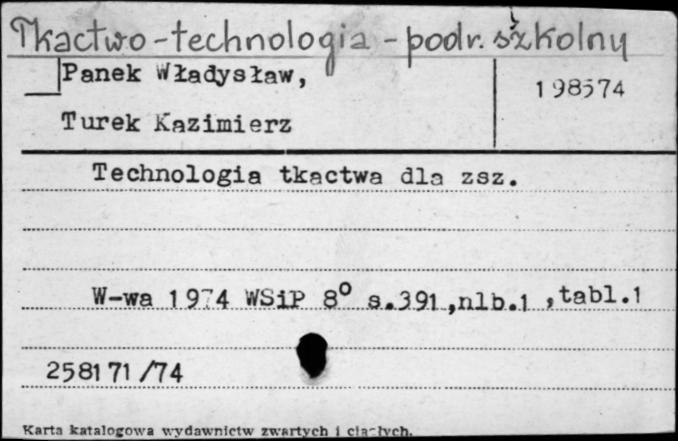 Tkactwo - technologia - podr. szkolny
Panek Władysław,
198574
Turek Kazimierz
Technologia tkactwa dla zsz.
W-wa 1974 WSiP 8° s.391,nlb.1,tabl.1
258171/74
Karta katalogowa wydawnictw zwartych i ciągłych.